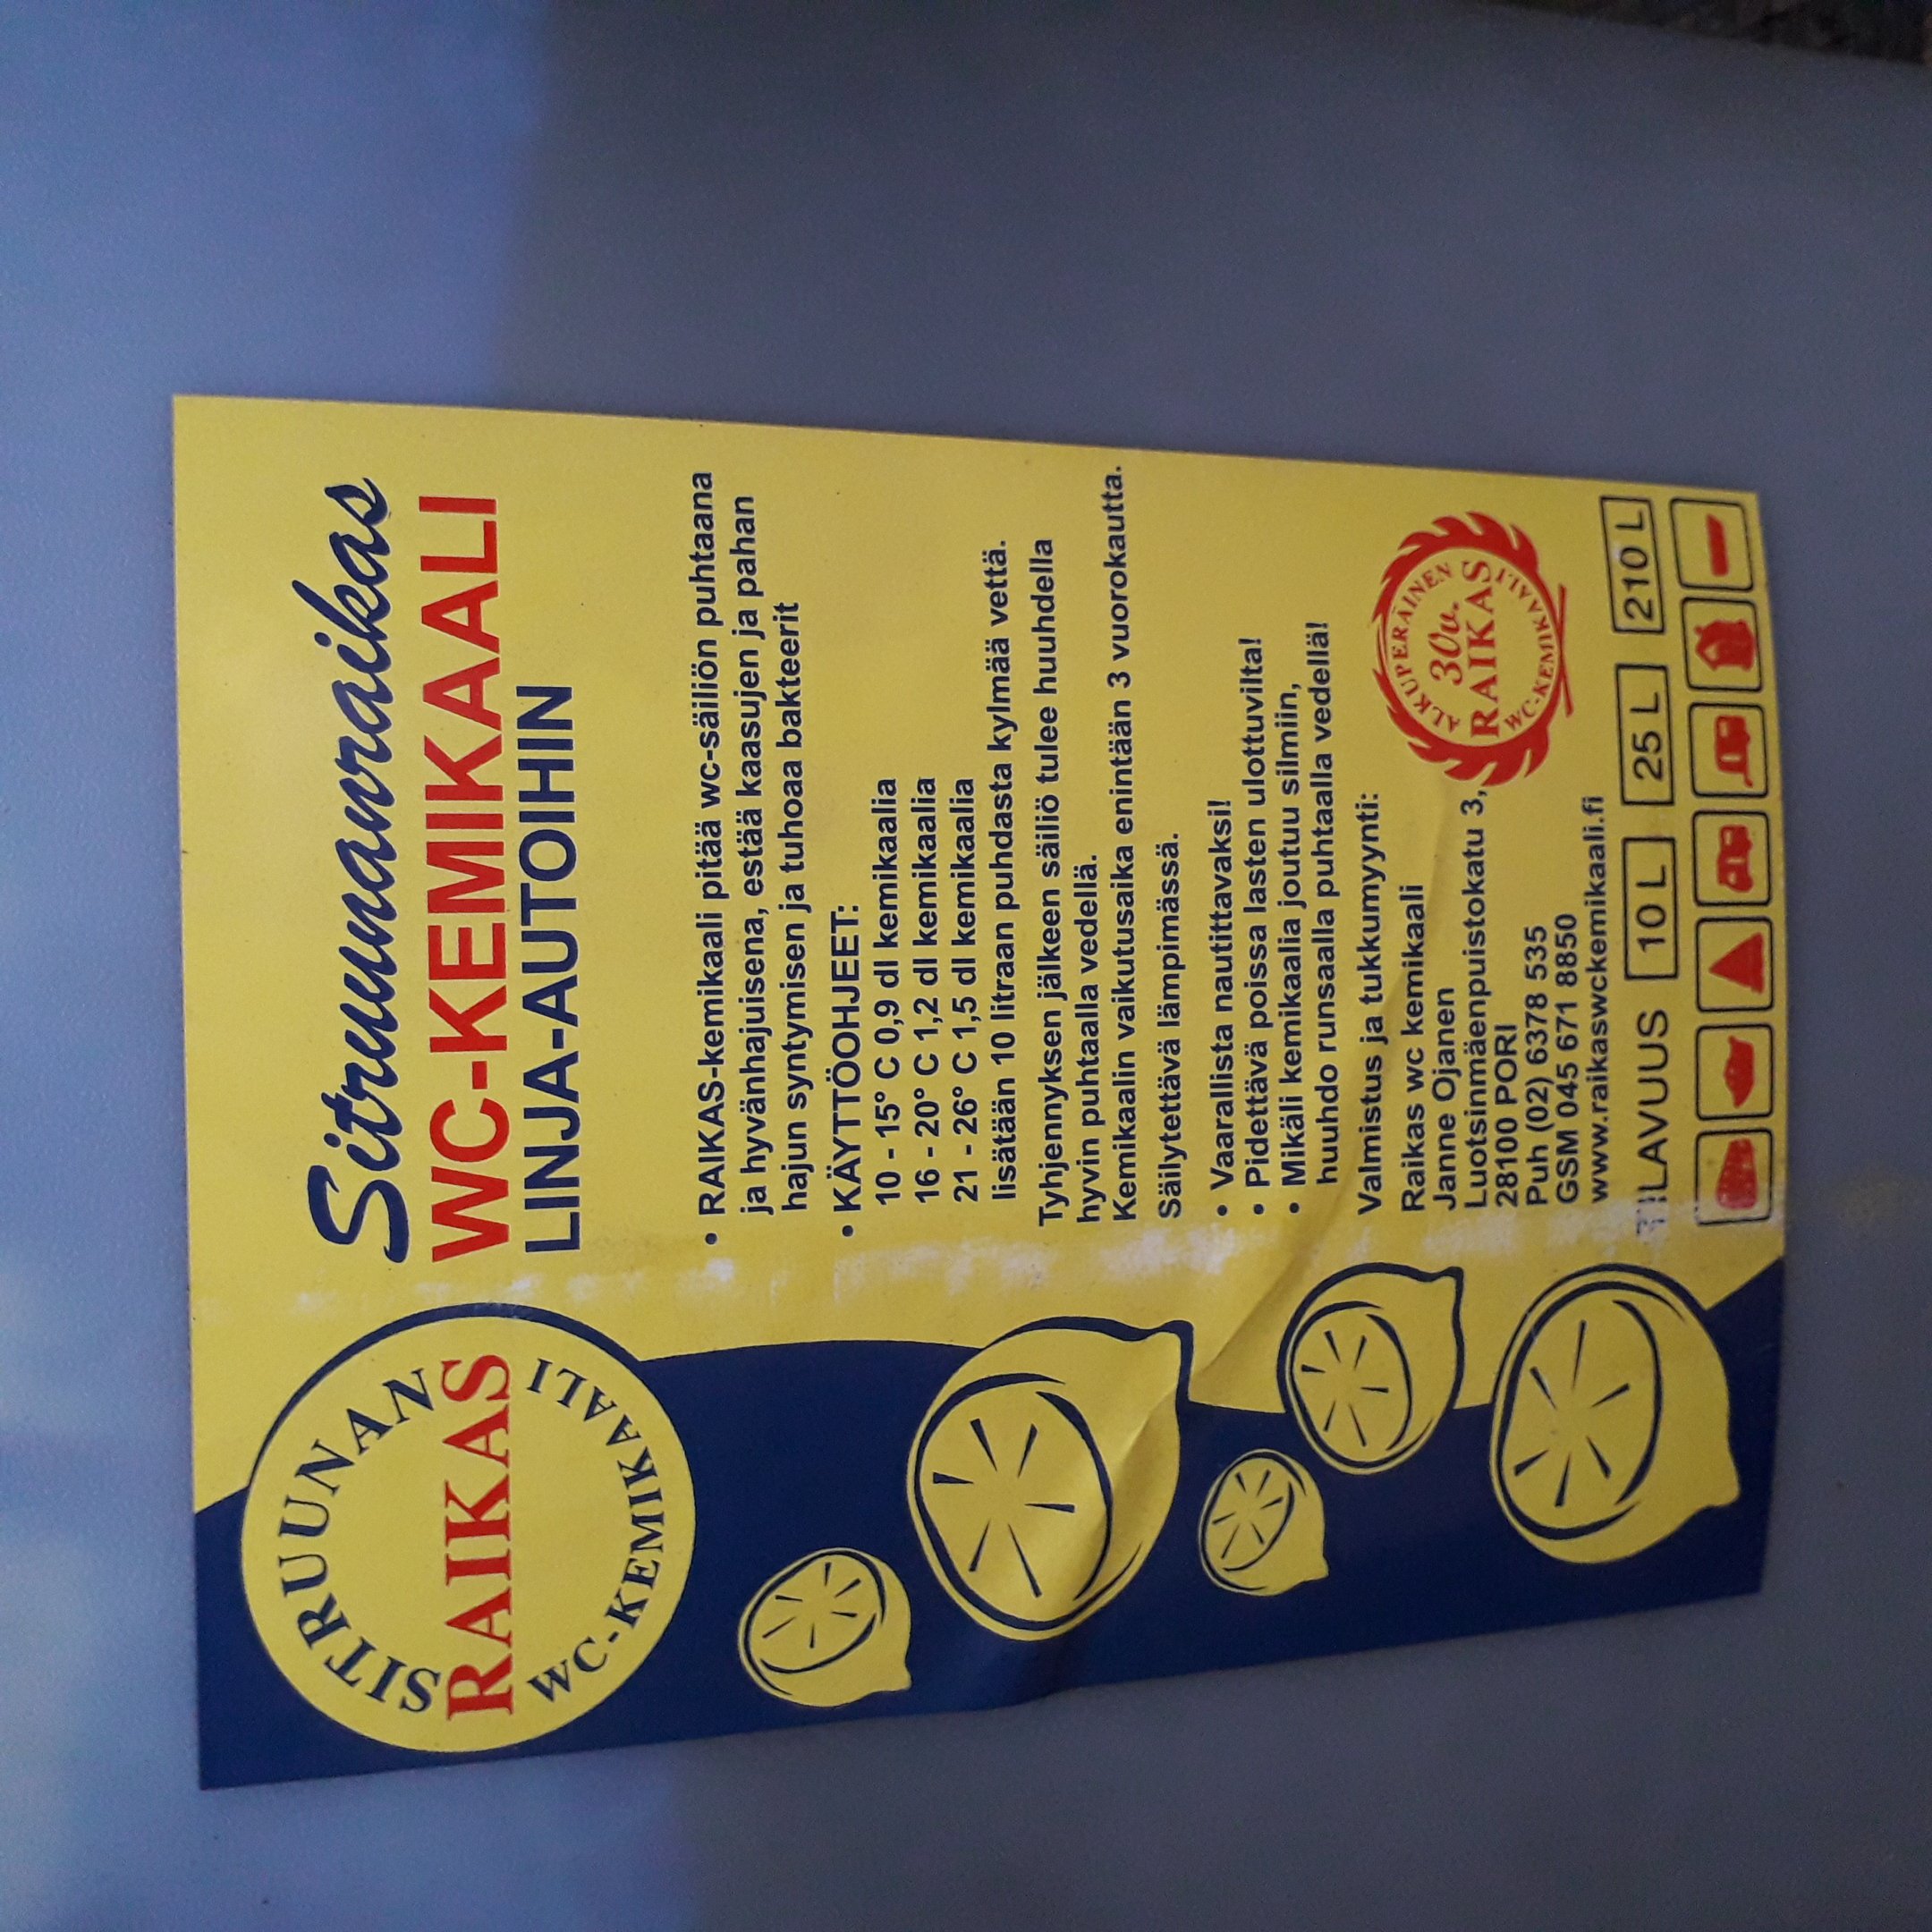 SITRUUNAN
RAIKAS
WC-KEMIKAALI
Sitruunanraikas
WC-KEMIKAALI
LINJA-AUTOIHIN
• RAIKAS-kemikaali pitää wc-säiliön puhtaana
ja hyvänhajuisena, estää kaasujen ja pahan
hajun syntymisen ja tuhoaa bakteerit
• KÄYTTÖOHJEET:
10 - 15° C 0,9 dl kemikaalia
16 - 20° C 1,2 dl kemikaalia
21 - 26° C 1,5 dl kemikaalia
lisätään 10 litraan puhdasta kylmää vettä.
Tyhjennyksen jälkeen säiliö tulee huuhdella
hyvin puhtaalla vedellä.
Kemikaalin vaikutusaika enintään 3 vuorokautta.
Säilytettävä lämpimässä.
• Vaarallista nautittavaksi!
• Pidettävä poissa lasten ulottuvilta!
• Mikäli kemikaalia joutuu silmiin,
huuhdo runsaalla puhtaalla vedellä!
Valmistus ja tukkumyynti:
Raikas wc kemikaali
Janne Ojanen
Luotsinmäenpuistokatu 3,
28100 PORI
Puh (02) 6378 535
GSM 045 671 8850
www.raikaswckemikaali.fi
ALKUPERÄINEN
30v.
RAIKAS
WC-KEMIKAALI
TILAVUUS 10 L 25 L 210 L